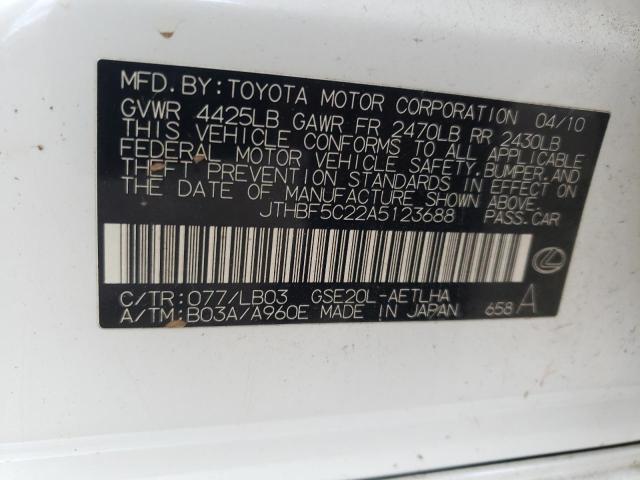 MFD. BY: TOYOTA MOTOR CORPORATION 04/10
GVWR 4425LB GAWR FR 2470LB RR 2430LB
THIS VEHICLE CONFORMS TO ALL APPLICABLE
FEDERAL MOTOR VEHICLE SAFETY, BUMPER, AND
THEFT PREVENTION STANDARDS IN EFFECT ON
THE DATE OF MANUFACTURE SHOWN ABOVE.
JTHBF5C22A5123688 PASS. CAR
C/TR: 077/LB03 GSE20L-AETLHA
A/TM: B03A/A960E MADE IN JAPAN 658 A